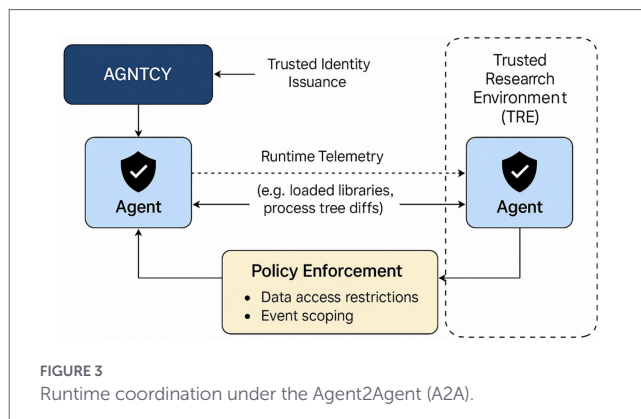 AGNTCY
Trusted Identity
Issuance
Trusted
Research
Environment
(TRE)
Agent
Runtime Telemetry
(e.g. loaded libraries,
process tree diffs)
Agent
Policy Enforcement
• Data access restrictions
• Event scoping
FIGURE 3
Runtime coordination under the Agent2Agent (A2A).